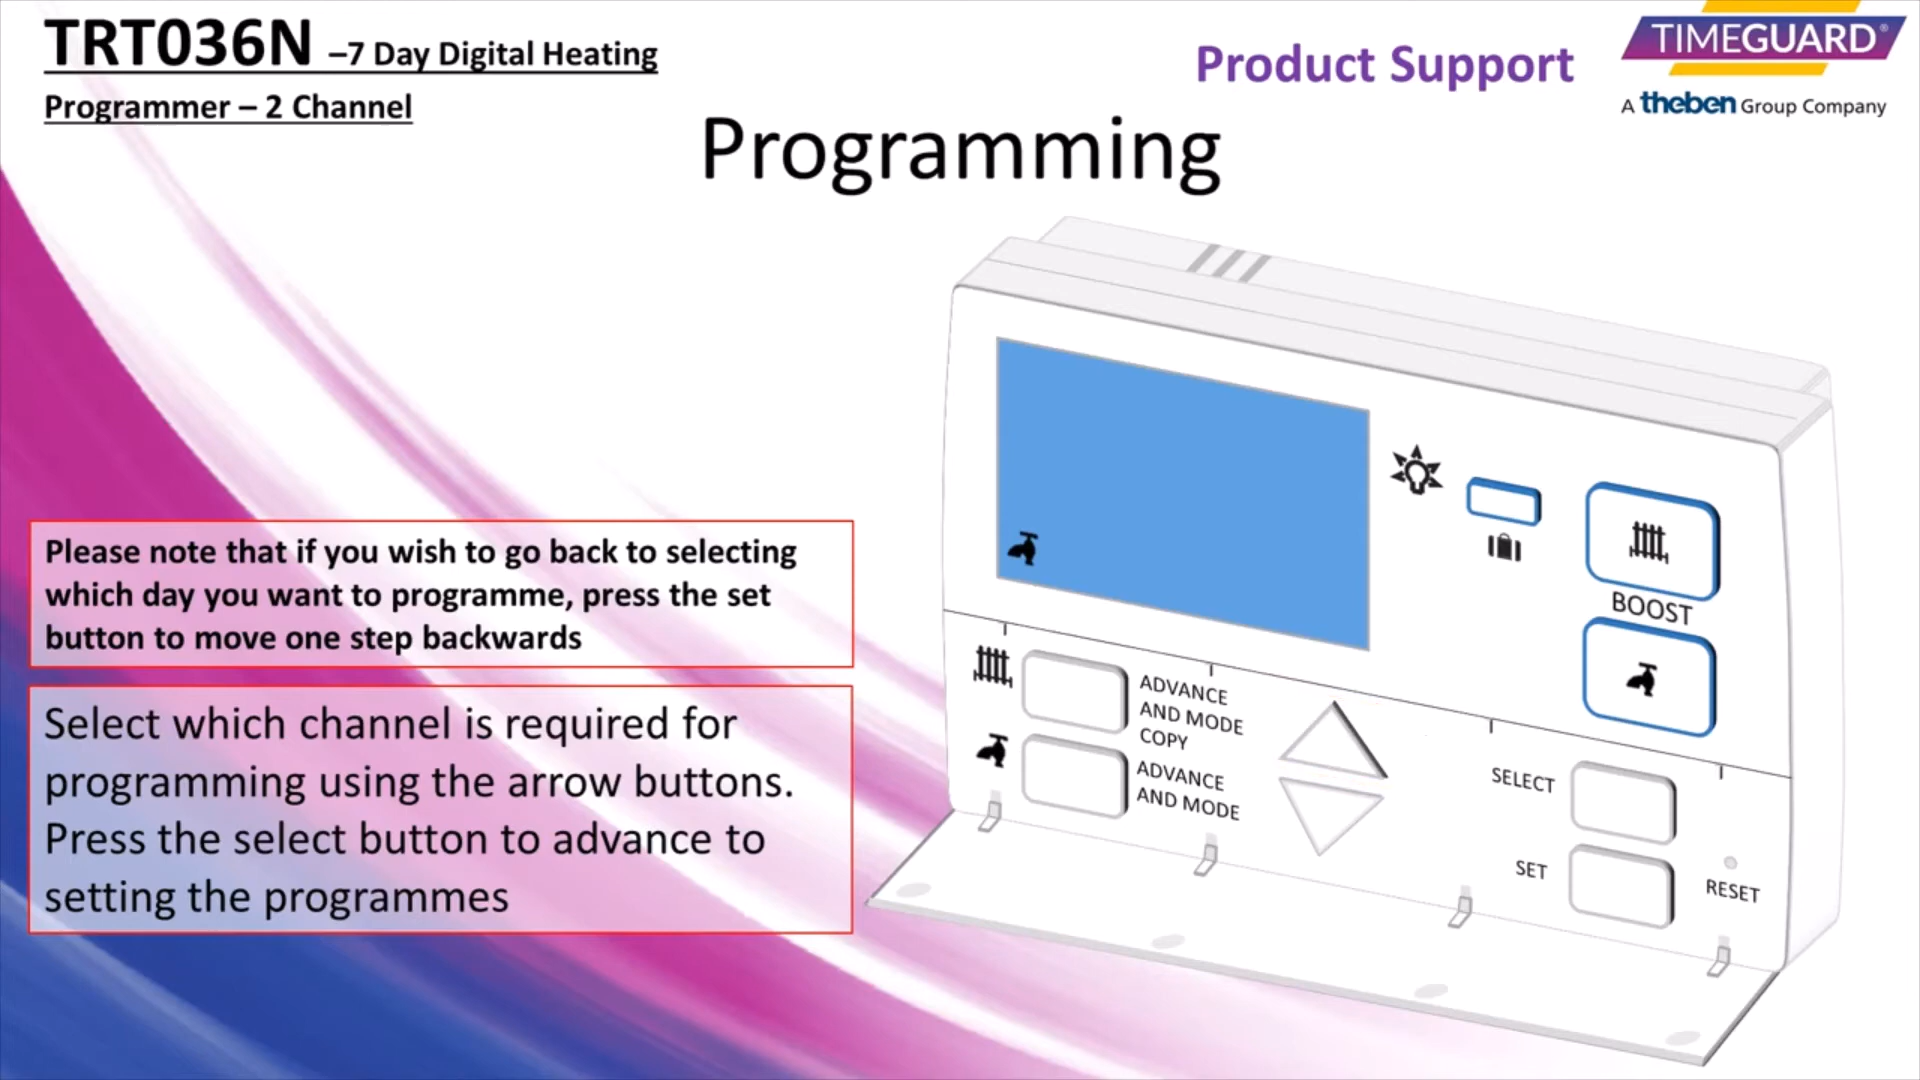 TRT036N –7 Day Digital Heating
Programmer – 2 Channel
Product Support
TIMEGUARD®
A theben Group Company
Programming
Please note that if you wish to go back to selecting
which day you want to programme, press the set
button to move one step backwards
Select which channel is required for
programming using the arrow buttons.
Press the select button to advance to
setting the programmes
BOOST
ADVANCE
AND MODE
COPY
ADVANCE
AND MODE
SELECT
SET
RESET